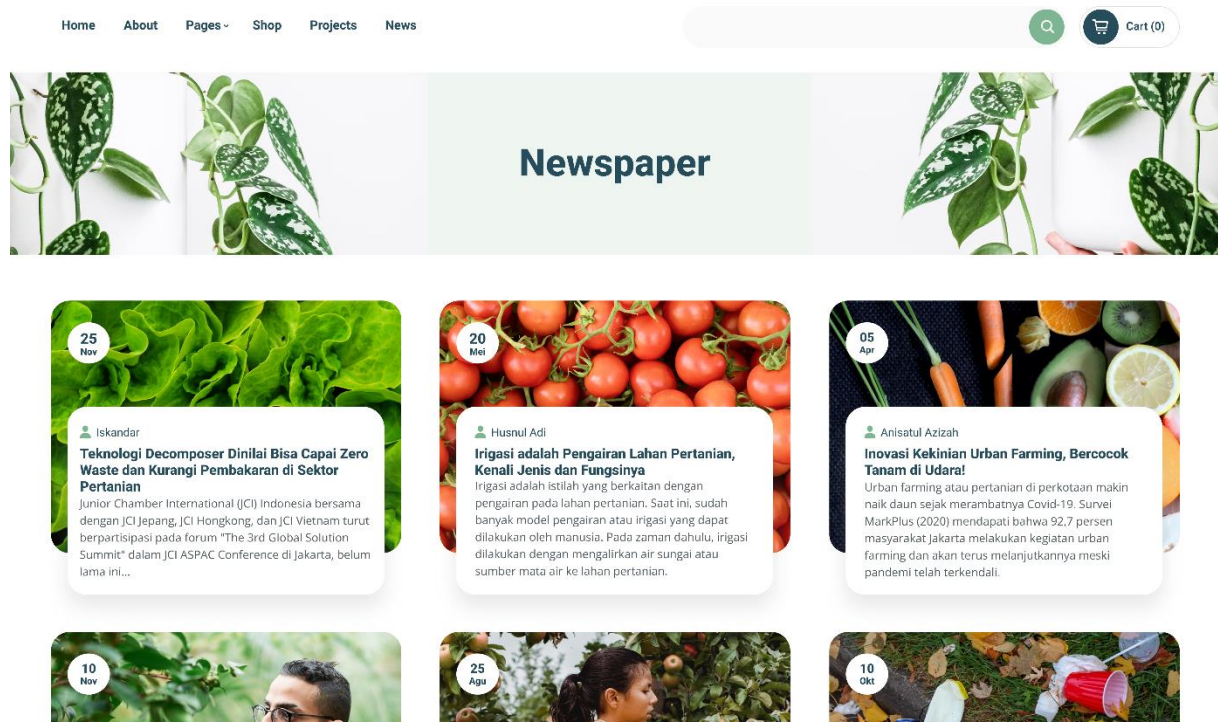 Home About Pages Shop Projects News
Cart (0)
Newspaper
25
Nov
Iskandar
Teknologi Decomposer Dinilai Bisa Capai Zero
Waste dan Kurangi Pembakaran di Sektor
Pertanian
Junior Chamber International (JCI) Indonesia bersama
dengan JCI Jepang, JCI Hongkong, dan JCI Vietnam turut
berpartisipasi pada forum "The 3rd Global Solution
Summit" dalam JCI ASPAC Conference di Jakarta, belum
lama ini...
20
Mei
Husnul Adi
Irigasi adalah Pengairan Lahan Pertanian,
Kenali Jenis dan Fungsinya
Irigasi adalah istilah yang berkaitan dengan
pengairan pada lahan pertanian. Saat ini, sudah
banyak model pengairan atau irigasi yang dapat
dilakukan oleh manusia. Pada zaman dahulu, irigasi
dilakukan dengan mengalirkan air sungai atau
sumber mata air ke lahan pertanian.
05
Apr
Anisatul Azizah
Inovasi Kekinian Urban Farming, Bercocok
Tanam di Udara!
Urban farming atau pertanian di perkotaan makin
naik daun sejak merambatnya Covid-19. Survei
MarkPlus (2020) mendapati bahwa 92,7 persen
masyarakat Jakarta melakukan kegiatan urban
farming dan akan terus melanjutkannya meski
pandemi telah terkendali.
10
Nov
25
Agu
10
Okt